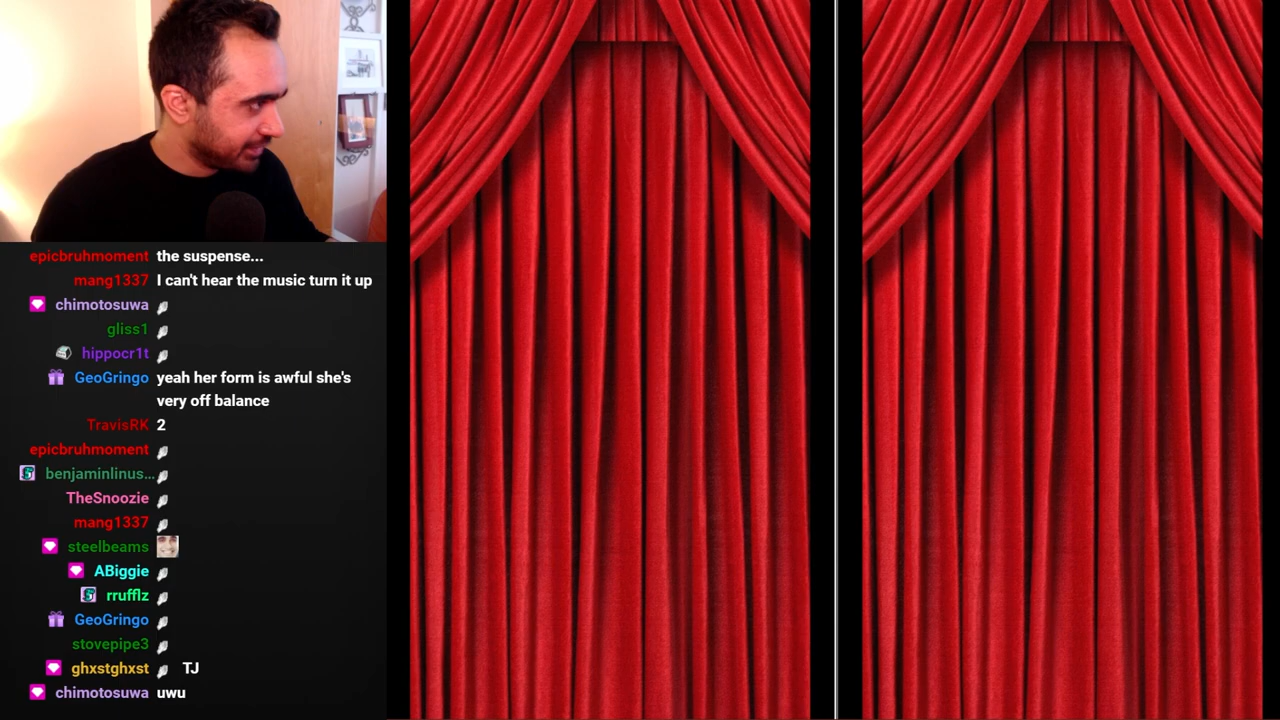 epicbruhmoment the suspense...
mang1337 I can't hear the music turn it up
chimotosuwa
gliss1
hippocr1t
GeoGringo yeah her form is awful she's
very off balance
TravisRK 2
epicbruhmoment
benjaminlinus...
TheSnoozie
mang1337
steelbeams
ABiggie
rrufflz
GeoGringo
stovepipe3
ghxstghxst TJ
chimotosuwa uwu